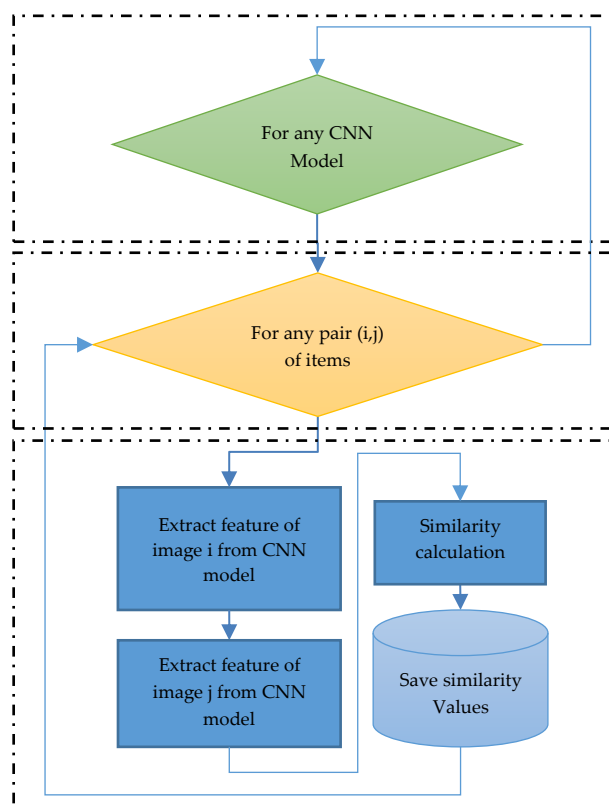 For any CNN
Model
For any pair (i,j)
of items
Extract feature of
image i from CNN
model
Similarity
calculation
Extract feature of
image j from CNN
model
Save similarity
Values